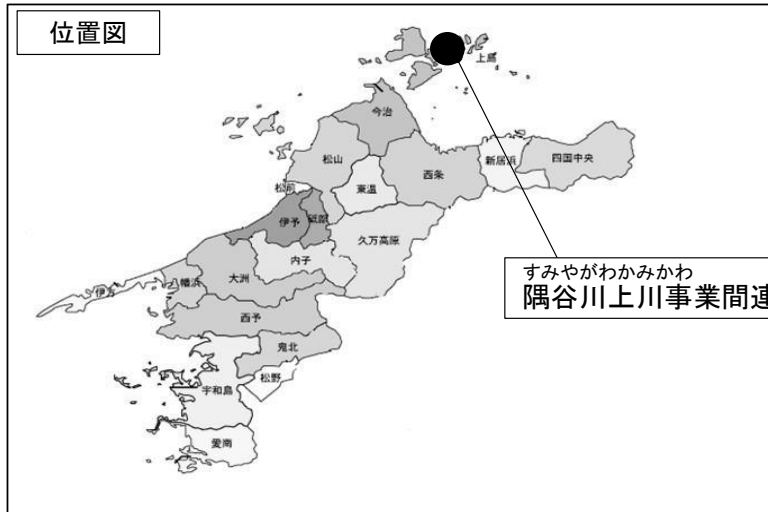 位置図
上島
今治
松山
西条
新居浜
四国中央
東温
松前
伊予
砥部
久万高原
内子
大洲
幡浜
伊方
西予
鬼北
松野
宇和島
愛南
すみやがわかみかわ
隅谷川上川事業間連